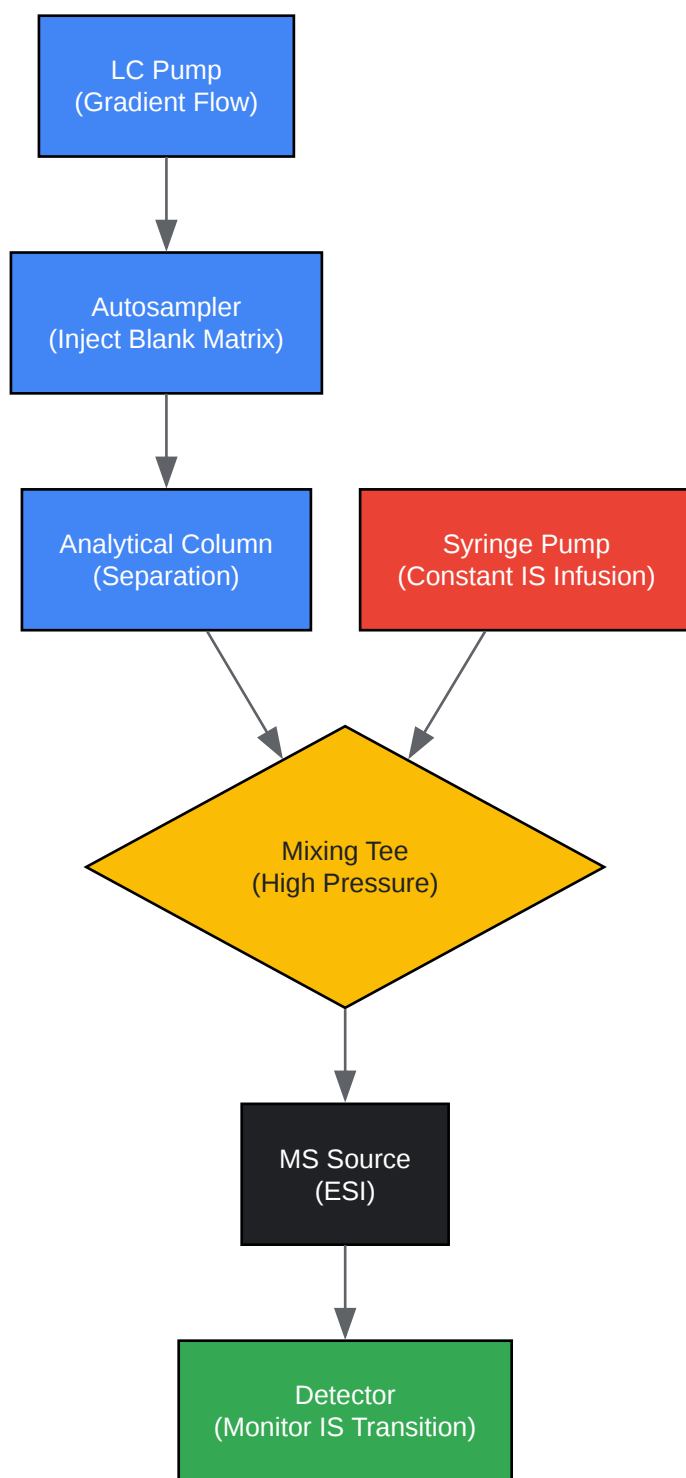 LC Pump
(Gradient Flow)
Autosampler
(Inject Blank Matrix)
Analytical Column
(Separation)
Syringe Pump
(Constant IS Infusion)
Mixing Tee
(High Pressure)
MS Source
(ESI)
Detector
(Monitor IS Transition)